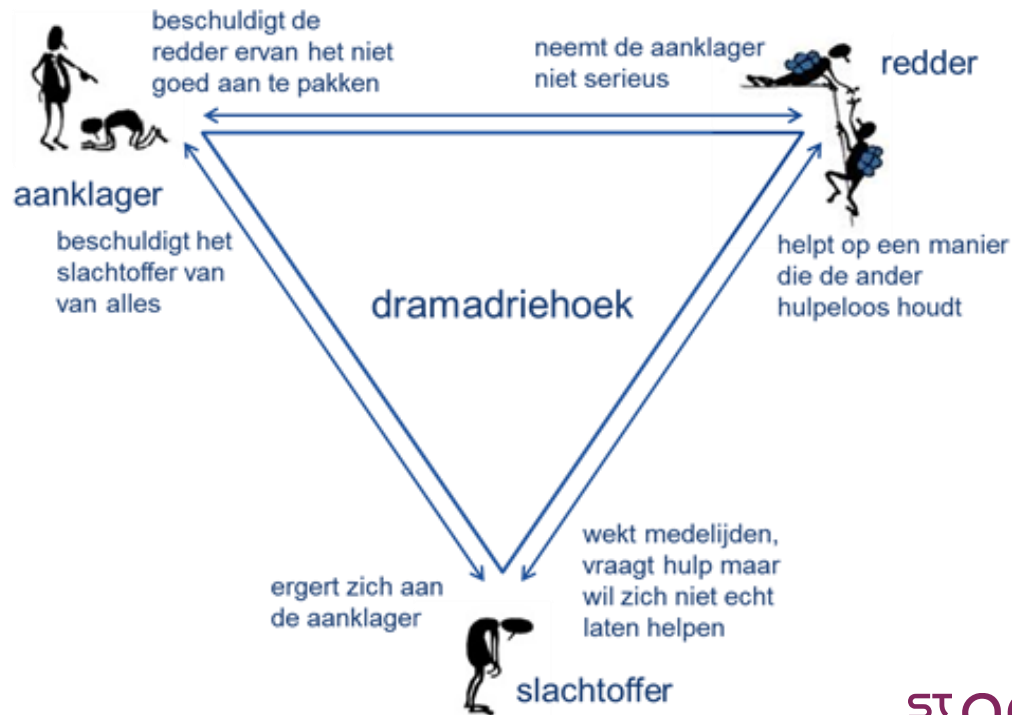 beschuldigt de
redder ervan het niet
goed aan te pakken
neemt de aanklager
niet serieus
redder
aanklager
beschuldigt het
slachtoffer van
van alles
dramadriehoek
helpt op een manier
die de ander
hulpeloos houdt
ergert zich aan
de aanklager
wekt medelijden,
vraagt hulp maar
wil zich niet echt
laten helpen
slachtoffer